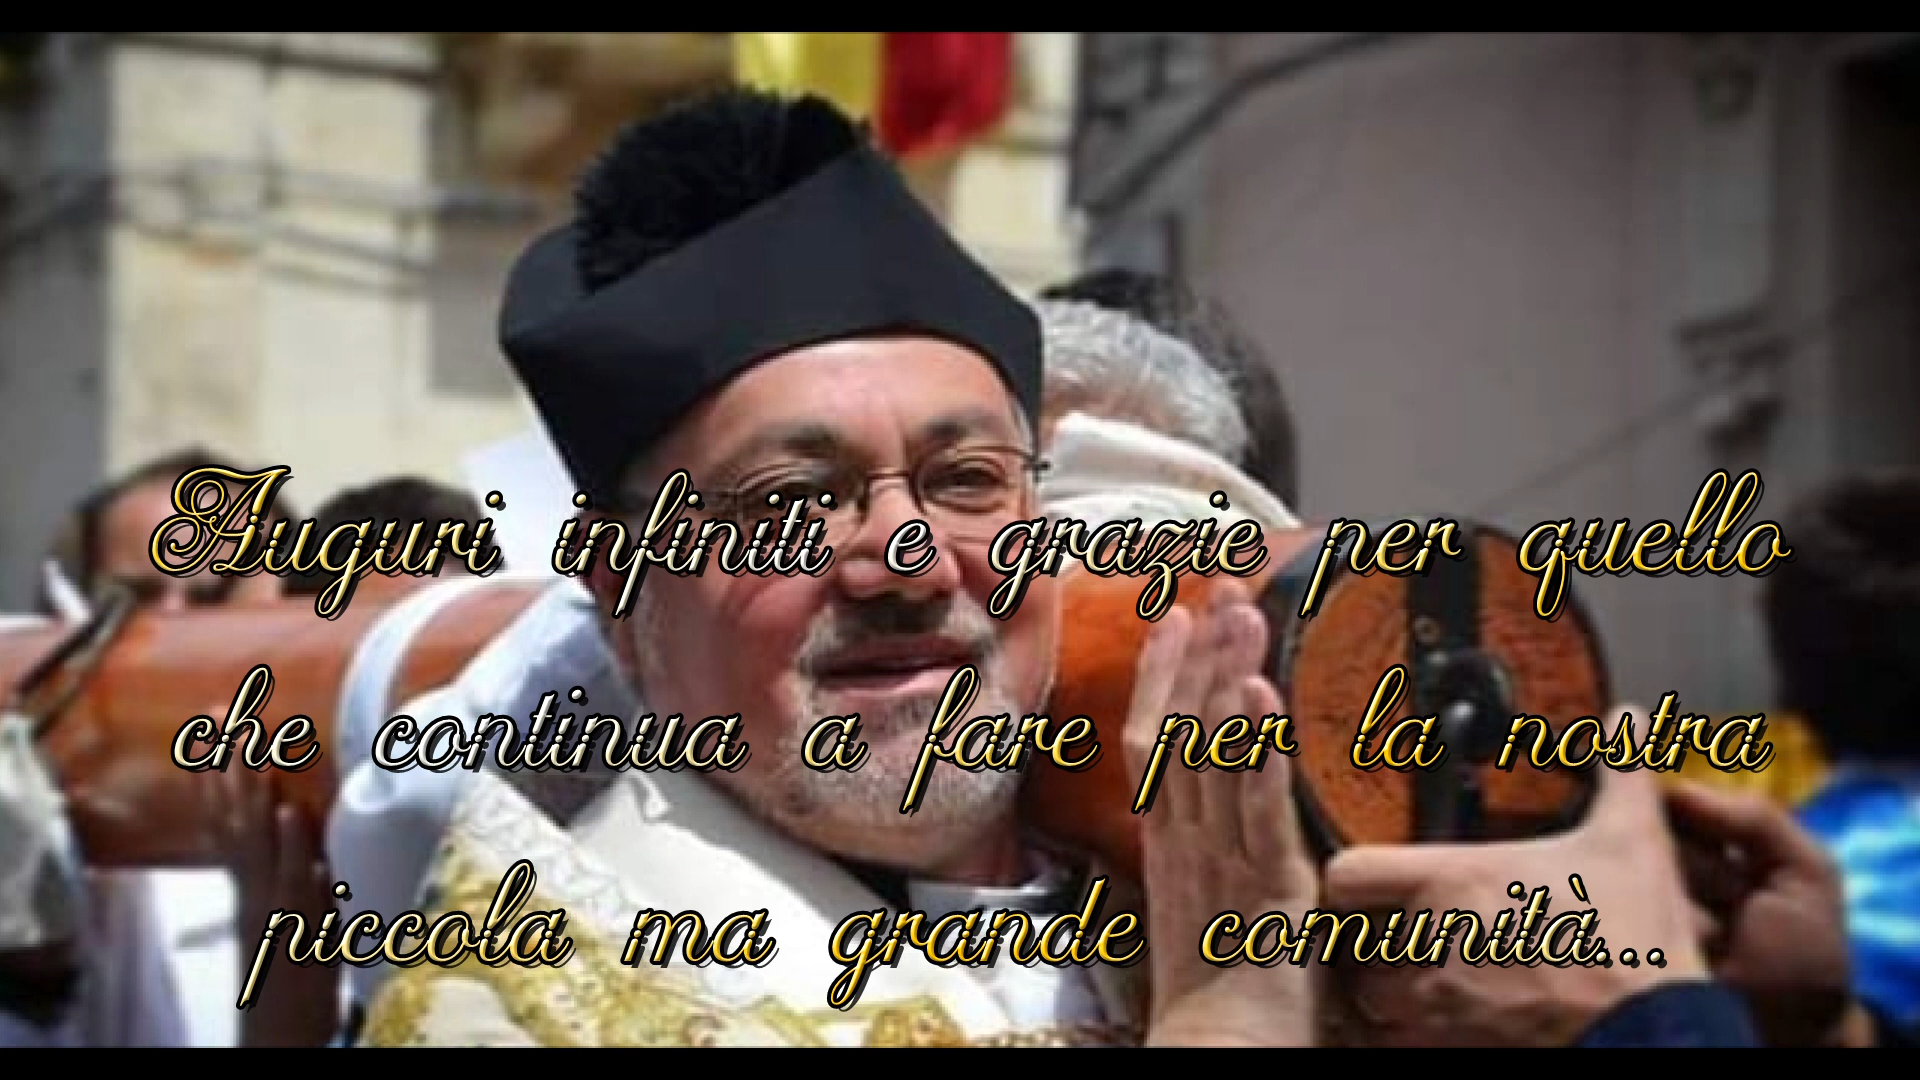 Auguri infiniti e grazie per quello
che continua a fare per la nostra
piccola ma grande comunità...